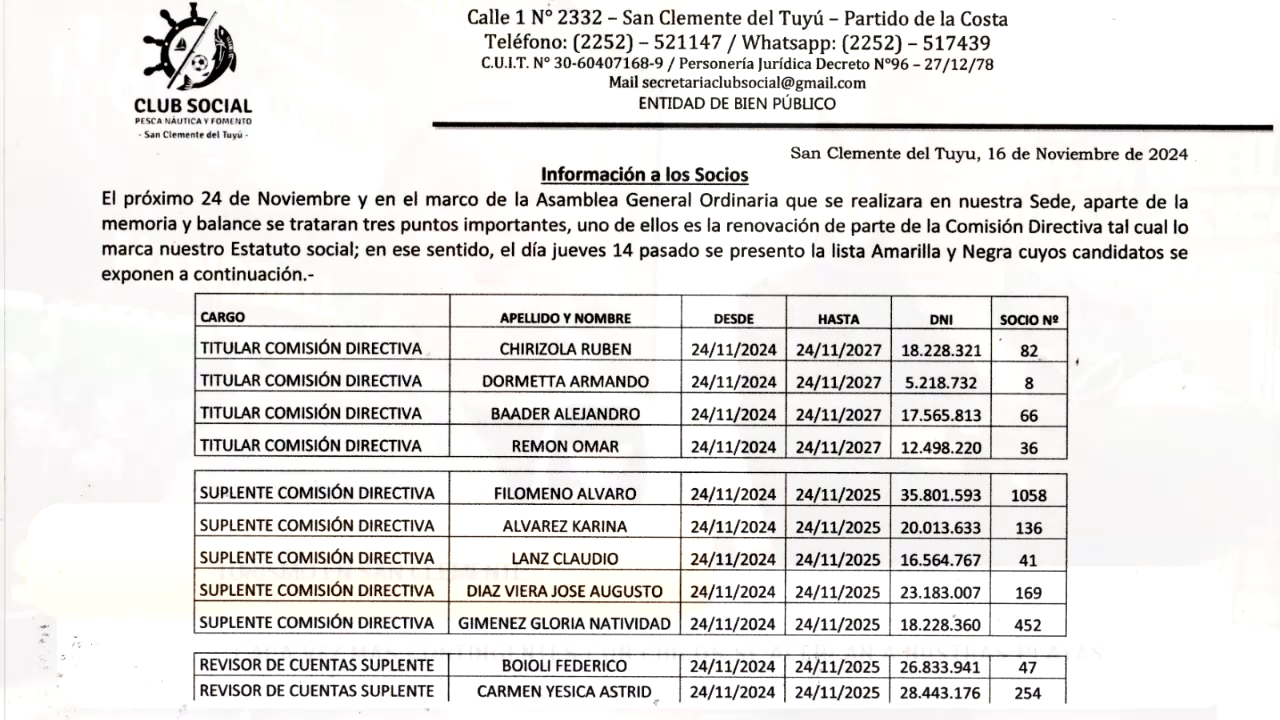 CLUB SOCIAL
PESCA NÁUTICA Y FOMENTO
- San Clemente del Tuyú -
Calle 1 N° 2332 – San Clemente del Tuyú – Partido de la Costa
Teléfono: (2252) – 521147 / Whatsapp: (2252) – 517439
C.U.I.T. N° 30-60407168-9 / Personería Jurídica Decreto N°96 – 27/12/78
Mail secretariaclubsocial@gmail.com
ENTIDAD DE BIEN PÚBLICO
San Clemente del Tuyu, 16 de Noviembre de 2024
Información a los Socios
El próximo 24 de Noviembre y en el marco de la Asamblea General Ordinaria que se realizara en nuestra Sede, aparte de la
memoria y balance se trataran tres puntos importantes, uno de ellos es la renovación de parte de la Comisión Directiva tal cual lo
marca nuestro Estatuto social; en ese sentido, el día jueves 14 pasado se presento la lista Amarilla y Negra cuyos candidatos se
exponen a continuación.-
CARGO APELLIDO Y NOMBRE DESDE HASTA DNI SOCIO Nº
TITULAR COMISIÓN DIRECTIVA CHIRIZOLA RUBEN 24/11/2024 24/11/2027 18.228.321 82
TITULAR COMISIÓN DIRECTIVA DORMETTA ARMANDO 24/11/2024 24/11/2027 5.218.732 8
TITULAR COMISIÓN DIRECTIVA BAADER ALEJANDRO 24/11/2024 24/11/2027 17.565.813 66
TITULAR COMISIÓN DIRECTIVA REMON OMAR 24/11/2024 24/11/2027 12.498.220 36
SUPLENTE COMISIÓN DIRECTIVA FILOMENO ALVARO 24/11/2024 24/11/2025 35.801.593 1058
SUPLENTE COMISIÓN DIRECTIVA ALVAREZ KARINA 24/11/2024 24/11/2025 20.013.633 136
SUPLENTE COMISIÓN DIRECTIVA LANZ CLAUDIO 24/11/2024 24/11/2025 16.564.767 41
SUPLENTE COMISIÓN DIRECTIVA DIAZ VIERA JOSE AUGUSTO 24/11/2024 24/11/2025 23.183.007 169
SUPLENTE COMISIÓN DIRECTIVA GIMENEZ GLORIA NATIVIDAD 24/11/2024 24/11/2025 18.228.360 452
REVISOR DE CUENTAS SUPLENTE BOIOLI FEDERICO 24/11/2024 24/11/2025 26.833.941 47
REVISOR DE CUENTAS SUPLENTE CARMEN YESICA ASTRID 24/11/2024 24/11/2025 28.443.176 254